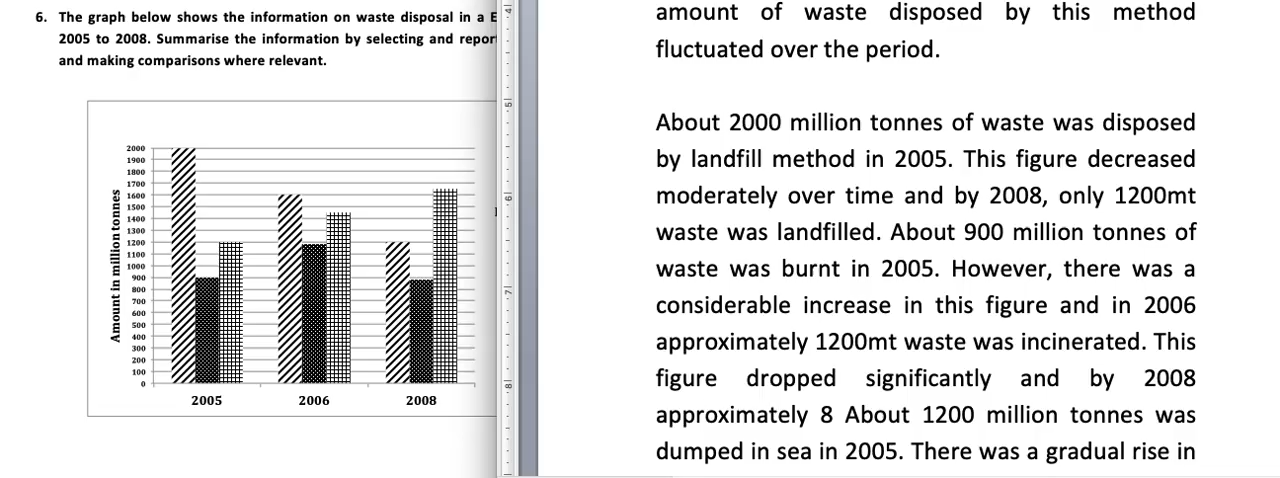 6. The graph below shows the information on waste disposal in a E
2005 to 2008. Summarise the information by selecting and repor
and making comparisons where relevant.
2000
1900
1800
1700
1600
1500
1400
1300
1200
1100
1000
900
800
700
600
500
400
300
200
100
0
Amount in million tonnes
2005 2006 2008
4
5
6
7
8
amount of waste disposed by this method
fluctuated over the period.
About 2000 million tonnes of waste was disposed
by landfill method in 2005. This figure decreased
moderately over time and by 2008, only 1200mt
waste was landfilled. About 900 million tonnes of
waste was burnt in 2005. However, there was a
considerable increase in this figure and in 2006
approximately 1200mt waste was incinerated. This
figure dropped significantly and by 2008
approximately 8 About 1200 million tonnes was
dumped in sea in 2005. There was a gradual rise in